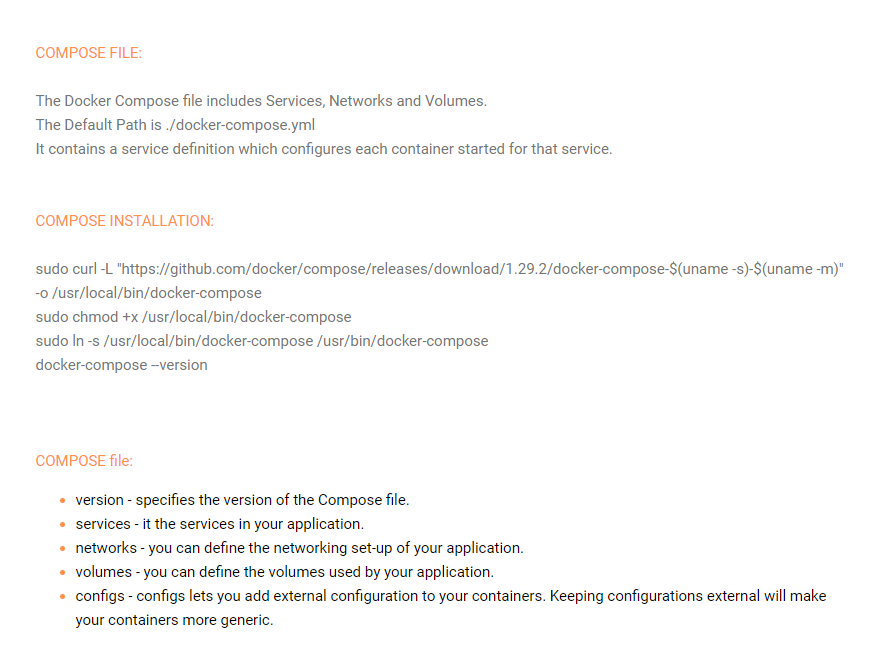 COMPOSE FILE:
The Docker Compose file includes Services, Networks and Volumes.
The Default Path is ./docker-compose.yml
It contains a service definition which configures each container started for that service.
COMPOSE INSTALLATION:
sudo curl -L "https://github.com/docker/compose/releases/download/1.29.2/docker-compose-$(uname -s)-$(uname -m)"
-o /usr/local/bin/docker-compose
sudo chmod +x /usr/local/bin/docker-compose
sudo ln -s /usr/local/bin/docker-compose /usr/bin/docker-compose
docker-compose --version
COMPOSE file:
• version - specifies the version of the Compose file.
• services - it the services in your application.
• networks - you can define the networking set-up of your application.
• volumes - you can define the volumes used by your application.
• configs - configs lets you add external configuration to your containers. Keeping configurations external will make
your containers more generic.